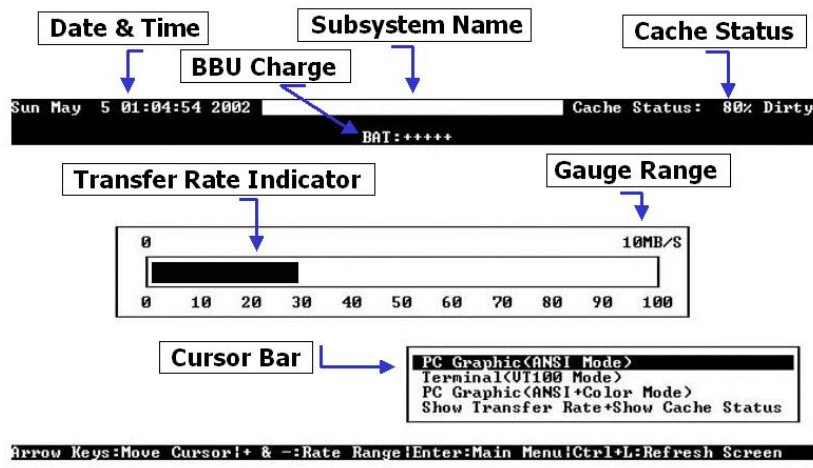 Date & Time
Subsystem Name
Cache Status
BBU Charge
Sun May 5 01:04:54 2002
Cache Status: 80% Dirty
BAT:+++++
Transfer Rate Indicator
Gauge Range
0 10MB/S
0 10 20 30 40 50 60 70 80 90 100
Cursor Bar
PC Graphic(ANSI Mode)
Terminal(VT100 Mode)
PC Graphic(ANSI+Color Mode)
Show Transfer Rate+Show Cache Status
Arrow Keys:Move Cursor|+ & -:Rate Range|Enter:Main Menu|Ctrl+L:Refresh Screen